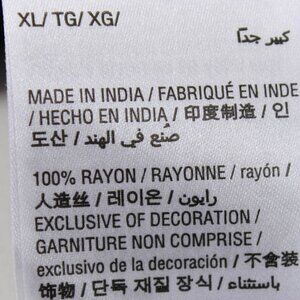 XL/ TG/ XG/
كبير جداً
MADE IN INDIA / FABRIQUÉ EN INDE
/ HECHO EN INDIA / 印度制造 / 인
도산 / صُنع في الهند /
100% RAYON / RAYONNE / rayón /
人造丝 / 레이온 / رايون /
EXCLUSIVE OF DECORATION /
GARNITURE NON COMPRISE /
exclusivo de la decoración / 不含装
饰物 / 단독 재질 장식 / باستثناء